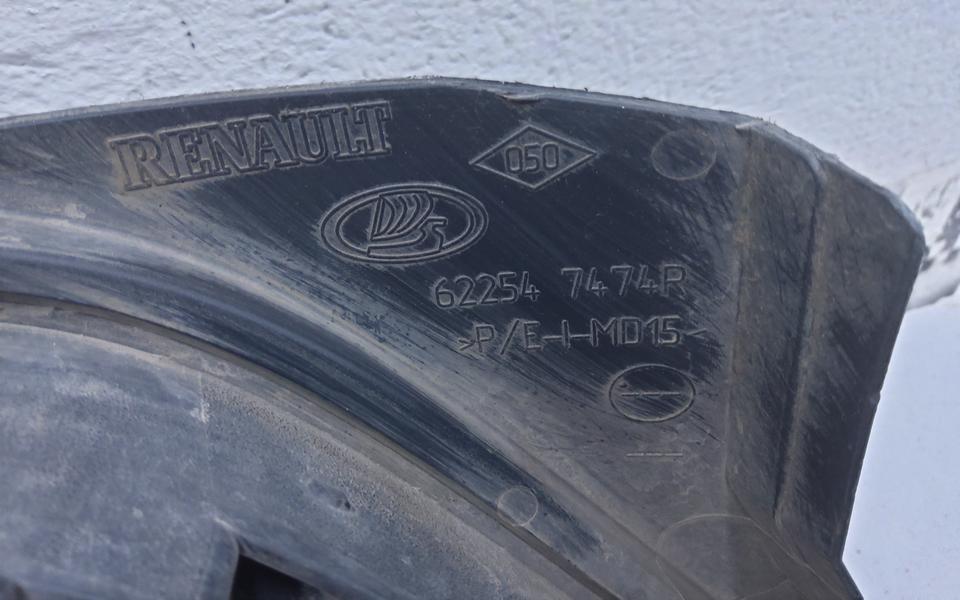 RENAULT
050
62254 7474R
>P/E-I-MD15<